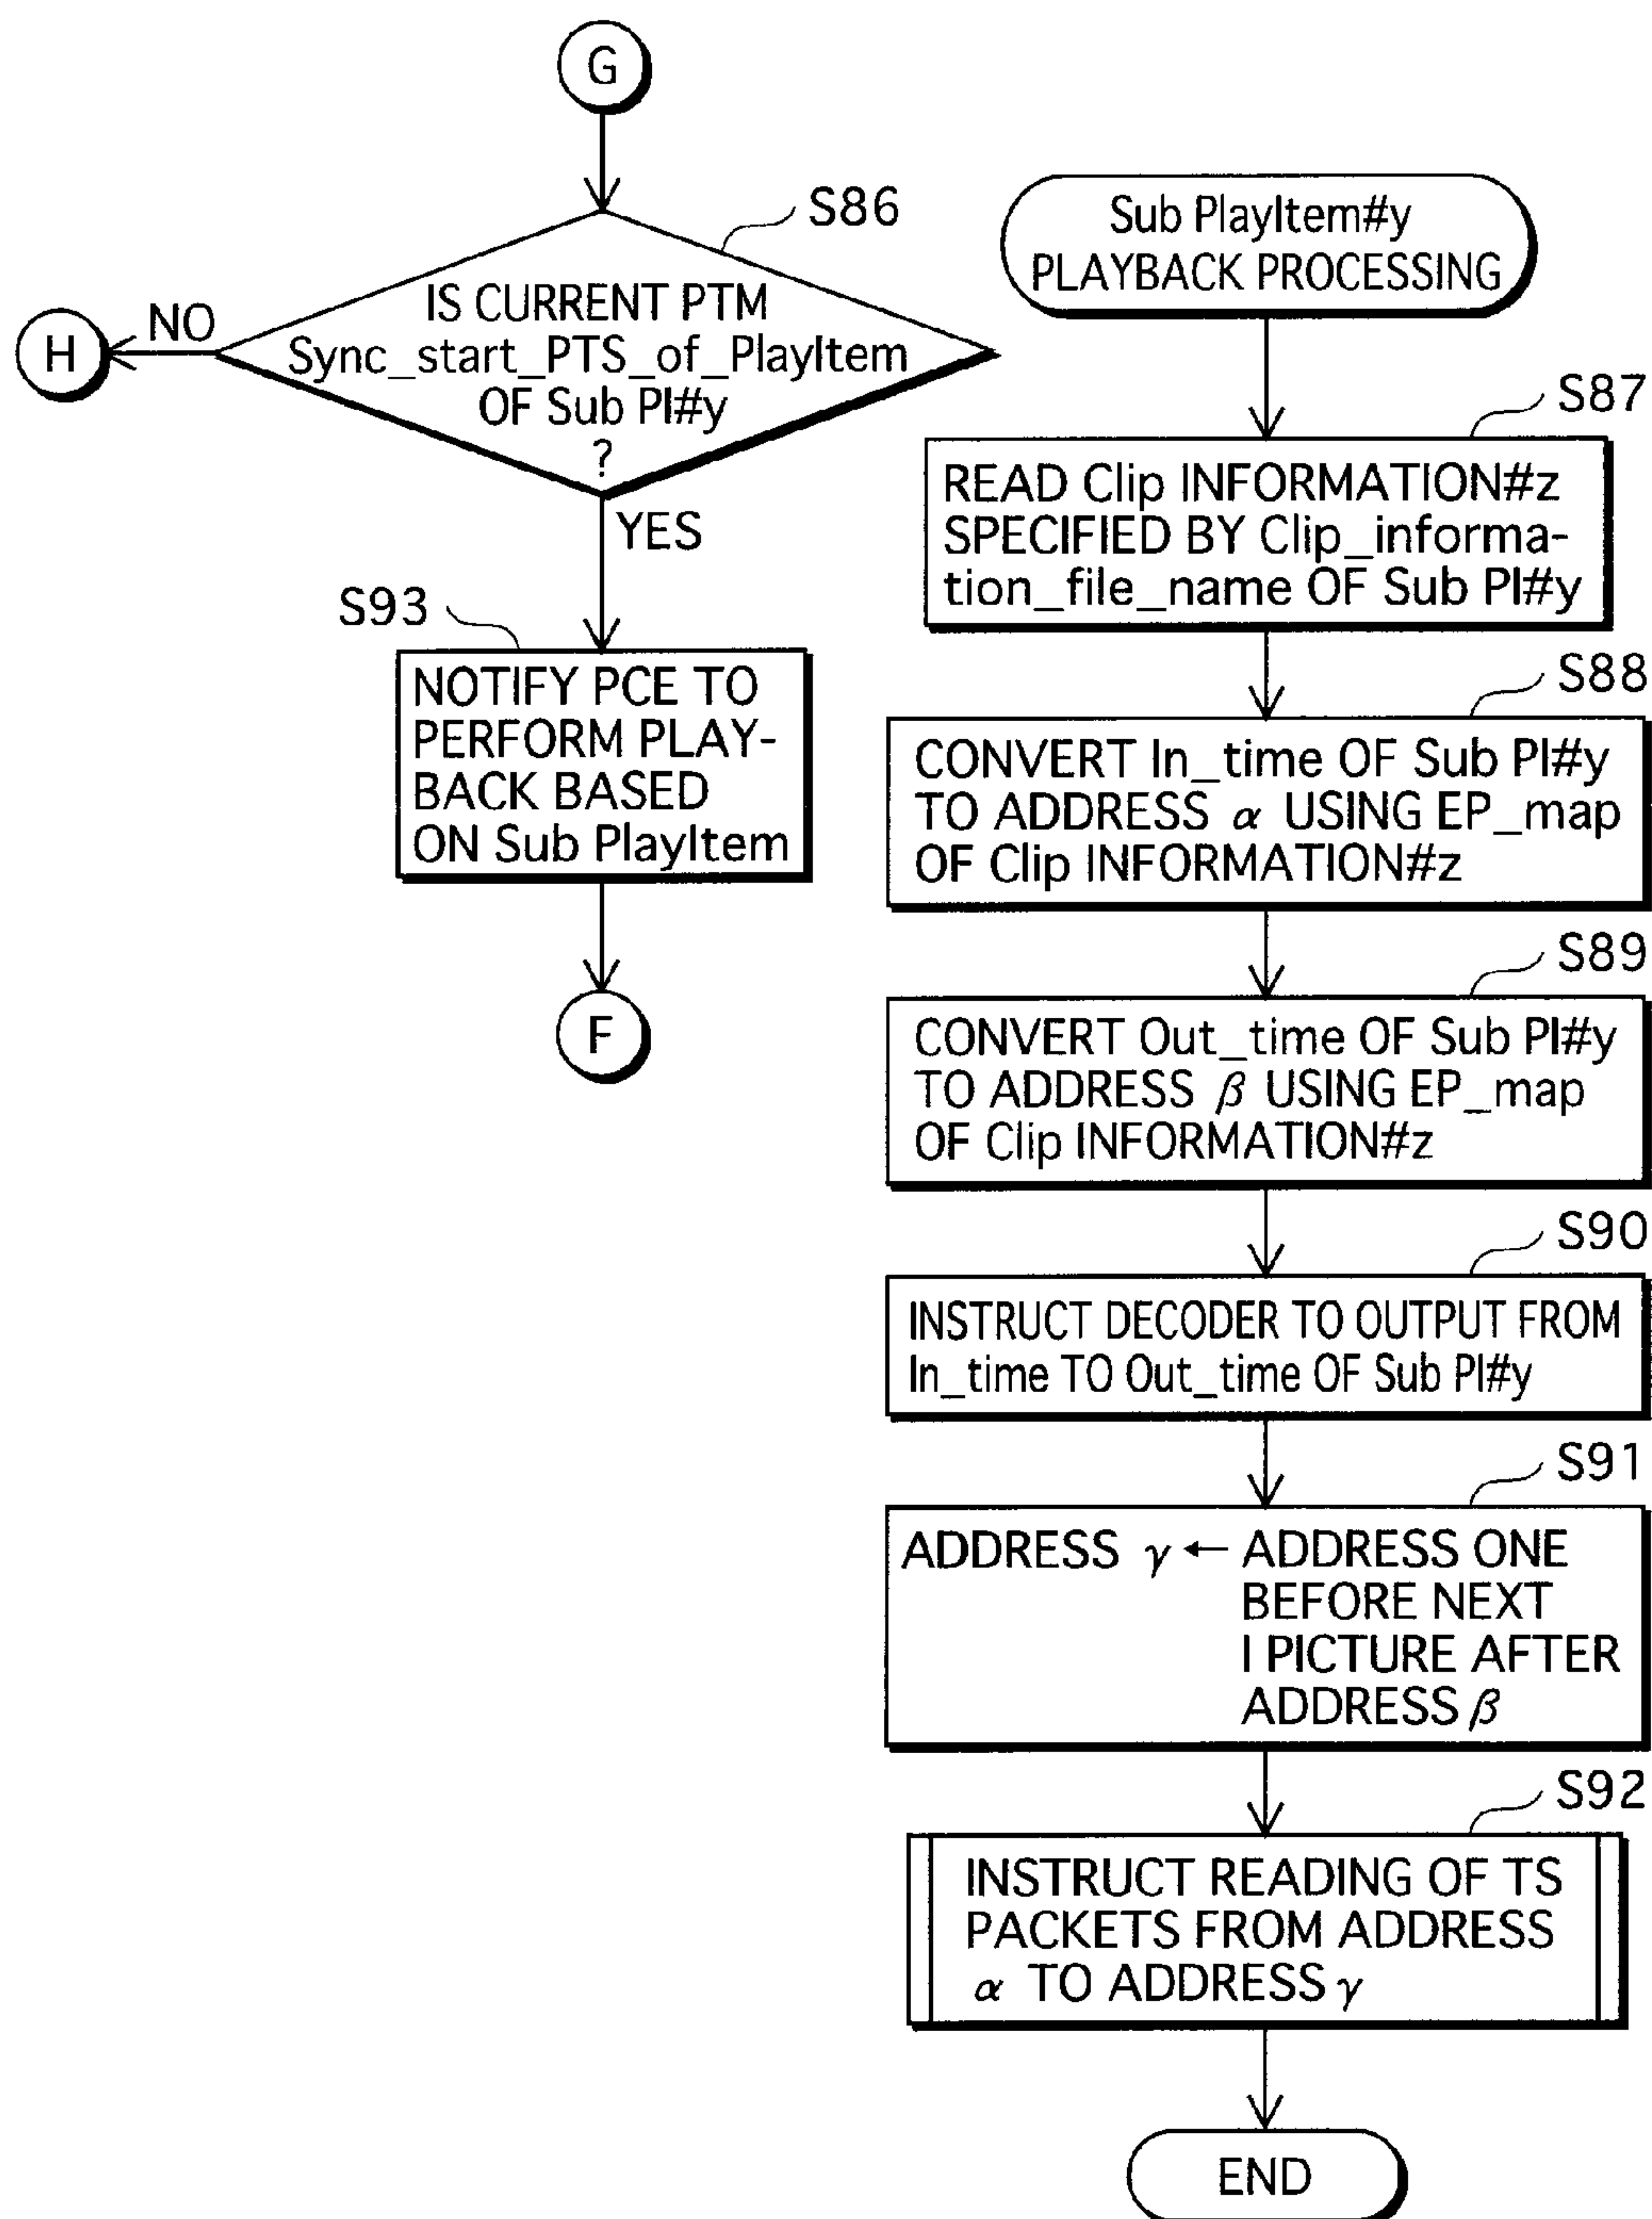 G
S86
IS CURRENT PTM
Sync_start_PTS_of_PlayItem
OF Sub PI#y
?
NO
H
YES
S93
NOTIFY PCE TO
PERFORM PLAY-
BACK BASED
ON Sub PlayItem
F
Sub PlayItem#y
PLAYBACK PROCESSING
S87
READ Clip INFORMATION#z
SPECIFIED BY Clip_informa-
tion_file_name OF Sub PI#y
S88
CONVERT In_time OF Sub PI#y
TO ADDRESS α USING EP_map
OF Clip INFORMATION#z
S89
CONVERT Out_time OF Sub PI#y
TO ADDRESS β USING EP_map
OF Clip INFORMATION#z
S90
INSTRUCT DECODER TO OUTPUT FROM
In_time TO Out_time OF Sub PI#y
S91
ADDRESS γ ← ADDRESS ONE
BEFORE NEXT
I PICTURE AFTER
ADDRESS β
S92
INSTRUCT READING OF TS
PACKETS FROM ADDRESS
α TO ADDRESS γ
END